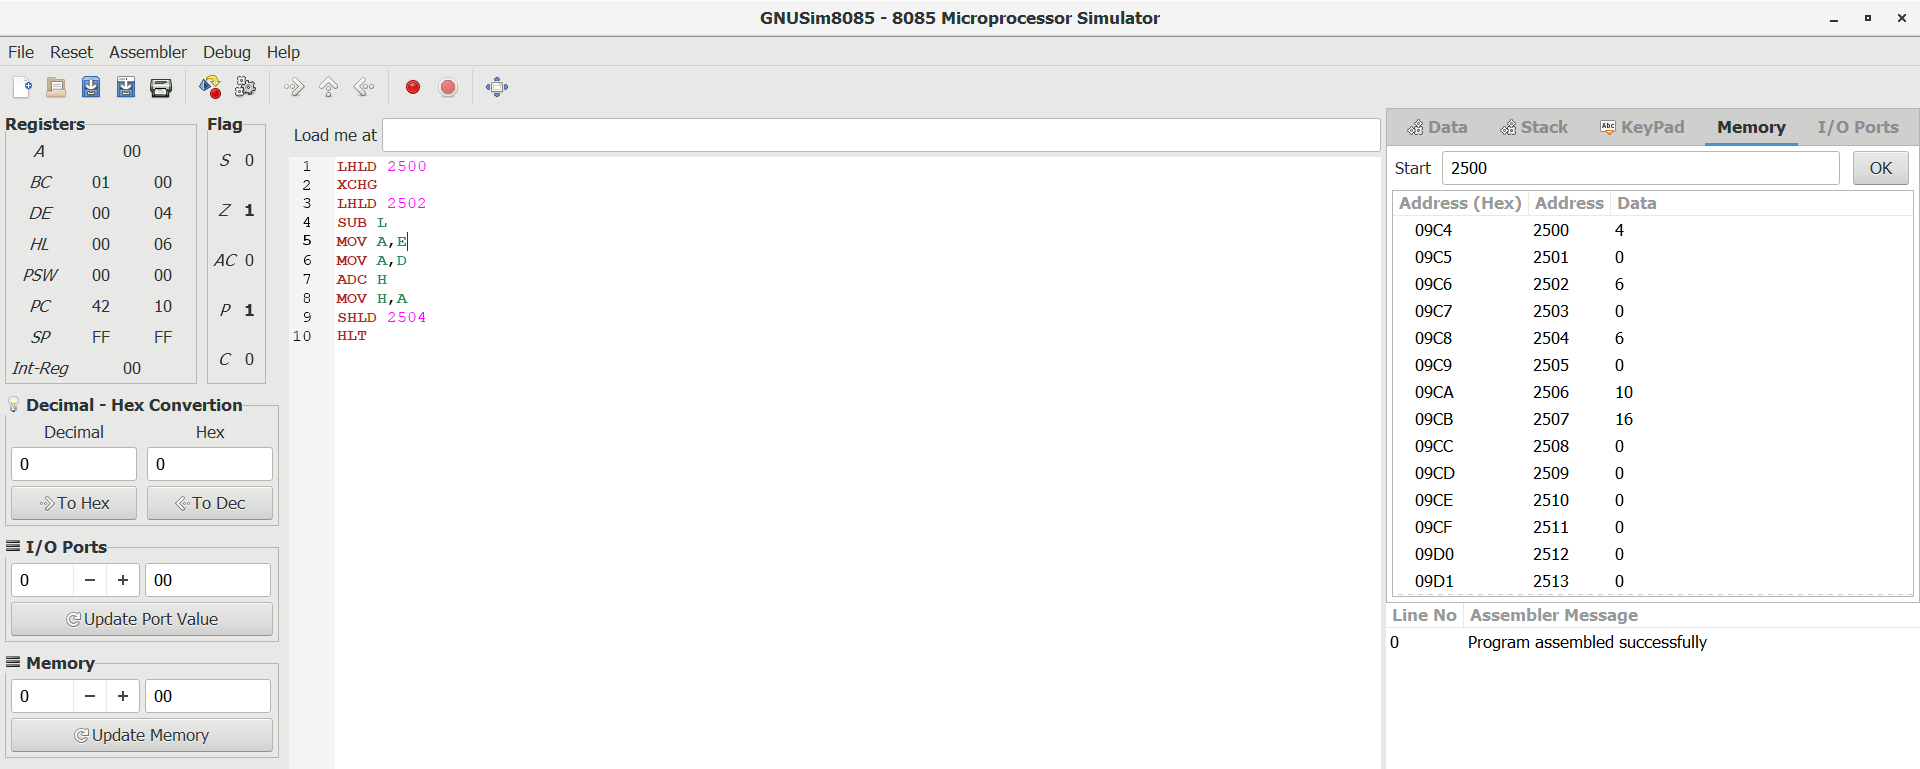 GNUSim8085 - 8085 Microprocessor Simulator
File Reset Assembler Debug Help
Registers
A 00
BC 01 00
DE 00 04
HL 00 06
PSW 00 00
PC 42 10
SP FF FF
Int-Reg 00
Flag
S 0
Z 1
AC 0
P 1
C 0
Decimal - Hex Convertion
Decimal Hex
0 0
To Hex To Dec
I/O Ports
0 − + 00
Update Port Value
Memory
0 − + 00
Update Memory
Load me at
1 LHLD 2500
2 XCHG
3 LHLD 2502
4 SUB L
5 MOV A,E
6 MOV A,D
7 ADC H
8 MOV H,A
9 SHLD 2504
10 HLT
Data Stack Abc KeyPad Memory I/O Ports
Start 2500 OK
Address (Hex) Address Data
09C4 2500 4
09C5 2501 0
09C6 2502 6
09C7 2503 0
09C8 2504 6
09C9 2505 0
09CA 2506 10
09CB 2507 16
09CC 2508 0
09CD 2509 0
09CE 2510 0
09CF 2511 0
09D0 2512 0
09D1 2513 0
Line No Assembler Message
0 Program assembled successfully